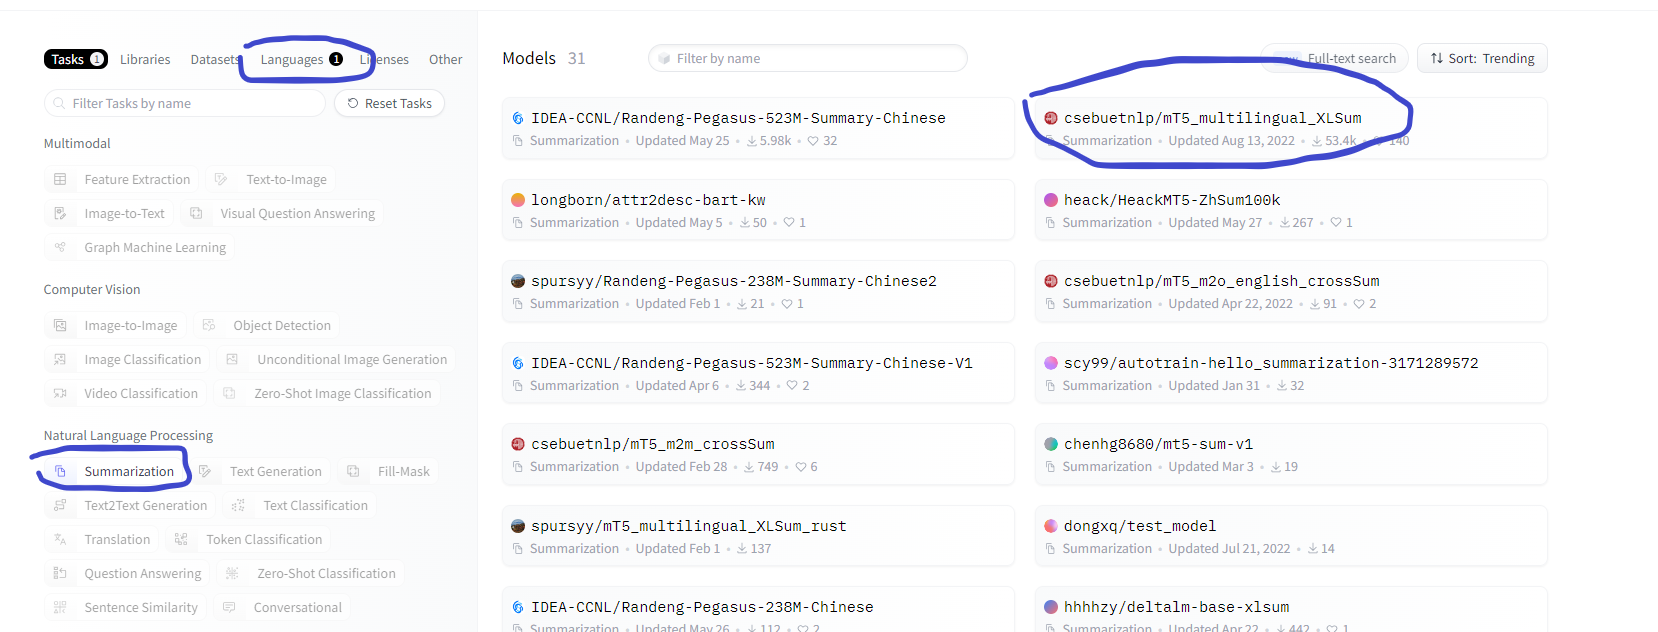 Tasks 1 Libraries Datasets Languages 1 Licenses Other
Filter Tasks by name Reset Tasks
Multimodal
Feature Extraction Text-to-Image
Image-to-Text Visual Question Answering
Graph Machine Learning
Computer Vision
Image-to-Image Object Detection
Image Classification Unconditional Image Generation
Video Classification Zero-Shot Image Classification
Natural Language Processing
Summarization Text Generation Fill-Mask
Text2Text Generation Text Classification
Translation Token Classification
Question Answering Zero-Shot Classification
Sentence Similarity Conversational
Models 31 Filter by name Full-text search Sort: Trending
IDEA-CCNL/Randeng-Pegasus-523M-Summary-Chinese
Summarization • Updated May 25 • 5.98k • 32
csebuetnlp/mT5_multilingual_XLSum
Summarization • Updated Aug 13, 2022 • 53.4k • 140
longborn/attr2desc-bart-kw
Summarization • Updated May 5 • 50 • 1
heack/HeackMT5-ZhSum100k
Summarization • Updated May 27 • 267 • 1
spursyy/Randeng-Pegasus-238M-Summary-Chinese2
Summarization • Updated Feb 1 • 21 • 1
csebuetnlp/mT5_m2o_english_crossSum
Summarization • Updated Apr 22, 2022 • 91 • 2
IDEA-CCNL/Randeng-Pegasus-523M-Summary-Chinese-V1
Summarization • Updated Apr 6 • 344 • 2
scy99/autotrain-hello_summarization-3171289572
Summarization • Updated Jan 31 • 32
csebuetnlp/mT5_m2m_crossSum
Summarization • Updated Feb 28 • 749 • 6
chenhg8680/mt5-sum-v1
Summarization • Updated Mar 3 • 19
spursyy/mT5_multilingual_XLSum_rust
Summarization • Updated Feb 1 • 137
dongxq/test_model
Summarization • Updated Jul 21, 2022 • 14
IDEA-CCNL/Randeng-Pegasus-238M-Chinese
Summarization • Updated May 26 • 112 • 2
hhhhzy/deltalm-base-xlsum
Summarization • Updated Apr 22 • 442 • 1